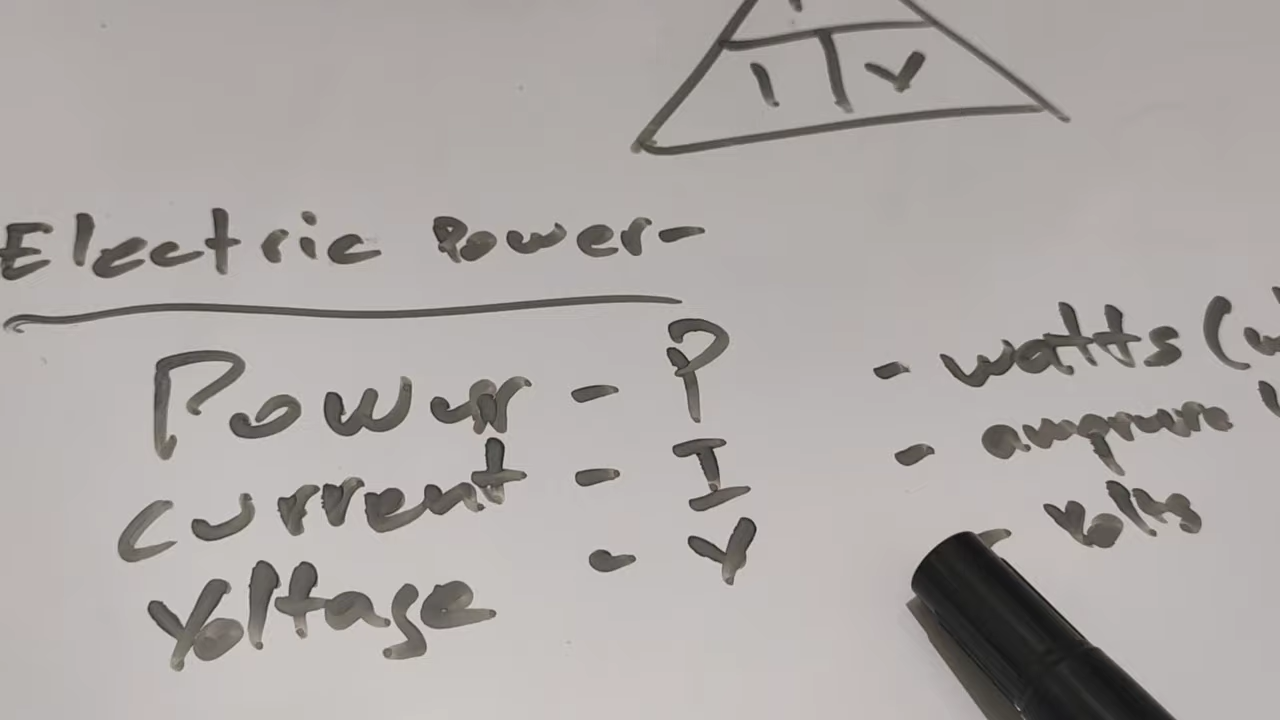 I V
Electric Power-
Power - P - watts (w
Current - I - ampere
Voltage - V - Volts